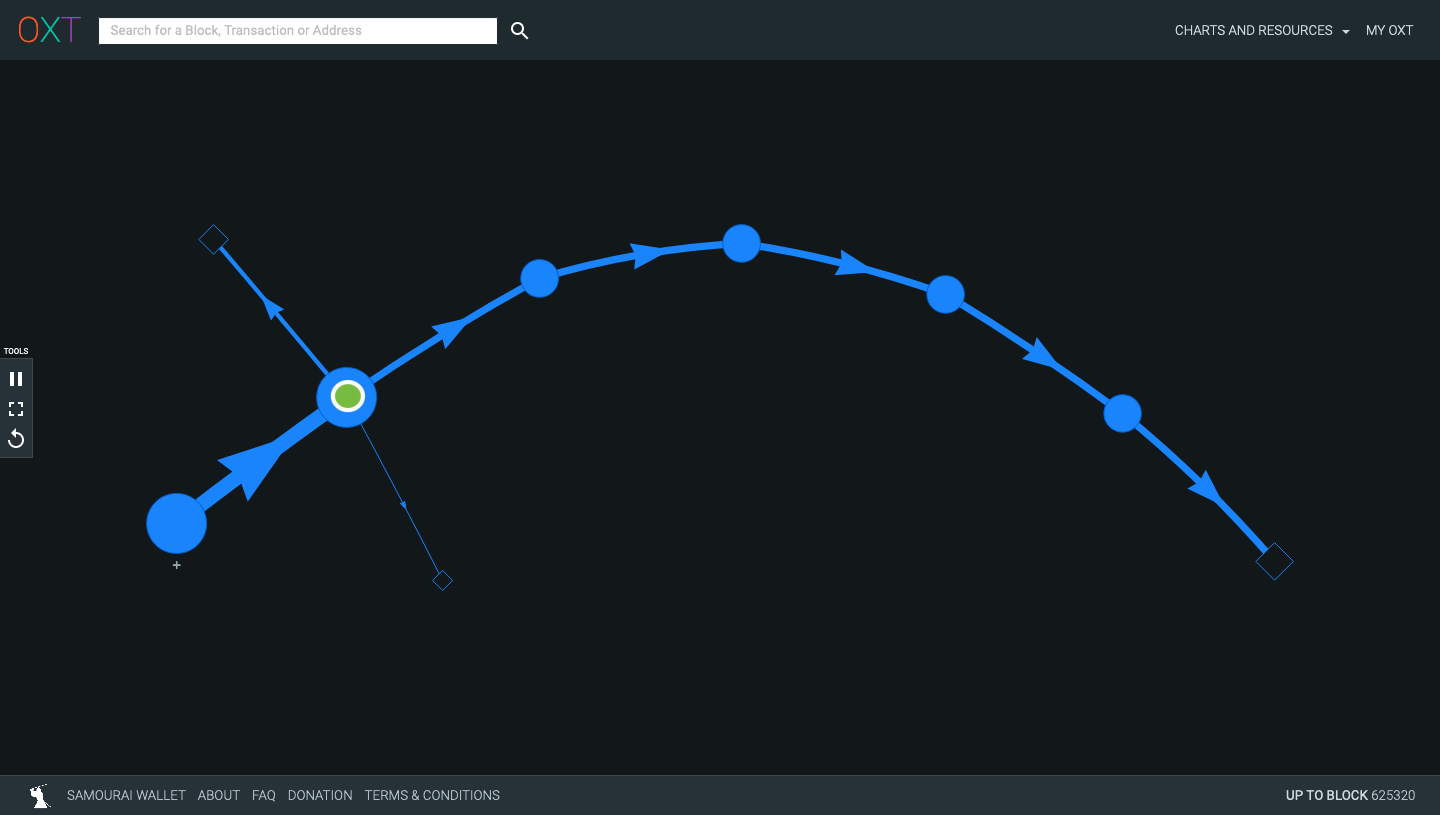 OXT
Search for a Block, Transaction or Address
CHARTS AND RESOURCES
MY OXT
TOOLS
+
SAMOURAI WALLET
ABOUT
FAQ
DONATION
TERMS & CONDITIONS
UP TO BLOCK 625320